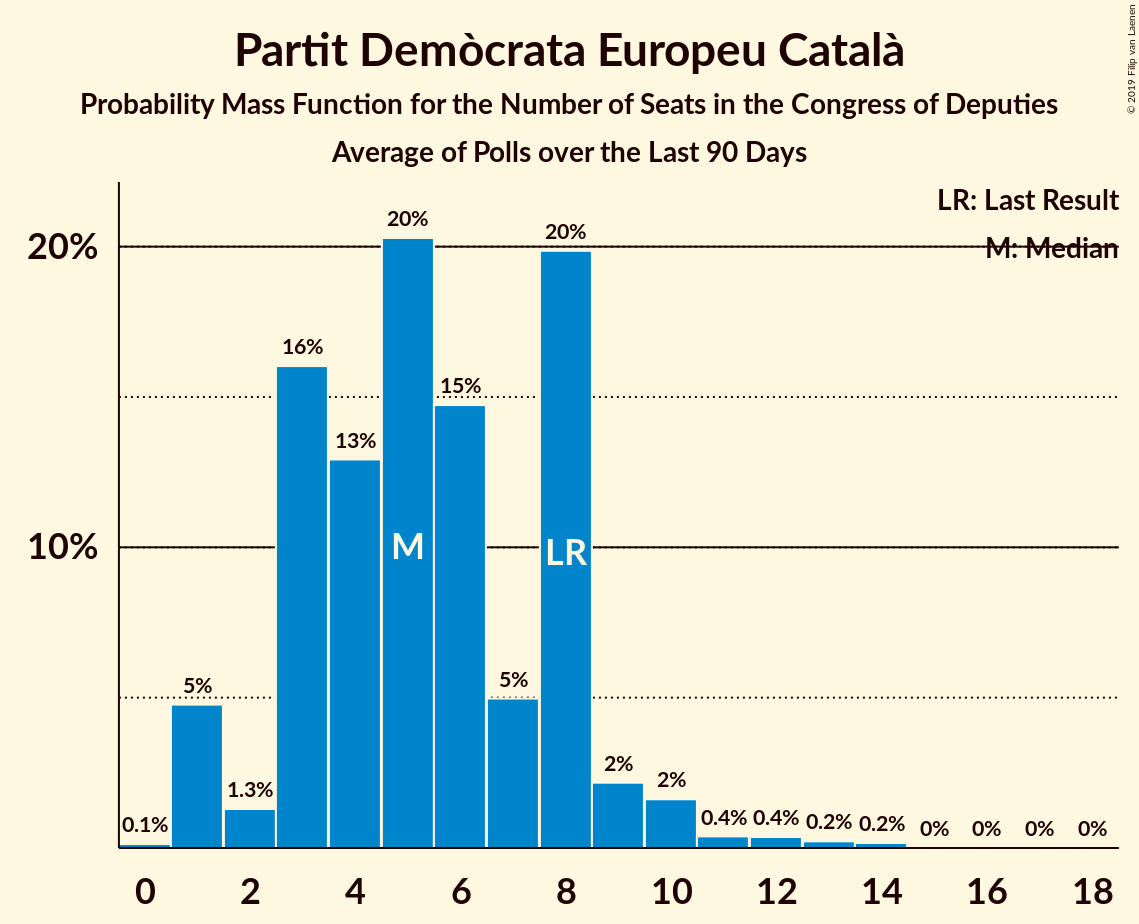 Partit Demòcrata Europeu Català
Probability Mass Function for the Number of Seats in the Congress of Deputies
Average of Polls over the Last 90 Days
© 2019 Filip van Laenen
LR: Last Result
M: Median
20%
10%
0.1%
5%
1.3%
16%
13%
20%
15%
5%
20%
2%
2%
0.4%
0.4%
0.2%
0.2%
0%
0%
0%
0%
M
LR
0 2 4 6 8 10 12 14 16 18